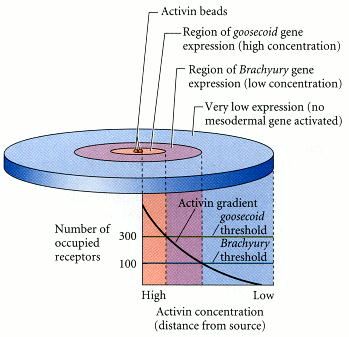 Activin beads
Region of goosecoid gene
expression (high concentration)
Region of Brachyury gene
expression (low concentration)
Very low expression (no
mesodermal gene activated)
Activin gradient
goosecoid
threshold
Brachyury
threshold
Number of
occupied
receptors
300
100
High
Low
Activin concentration
(distance from source)